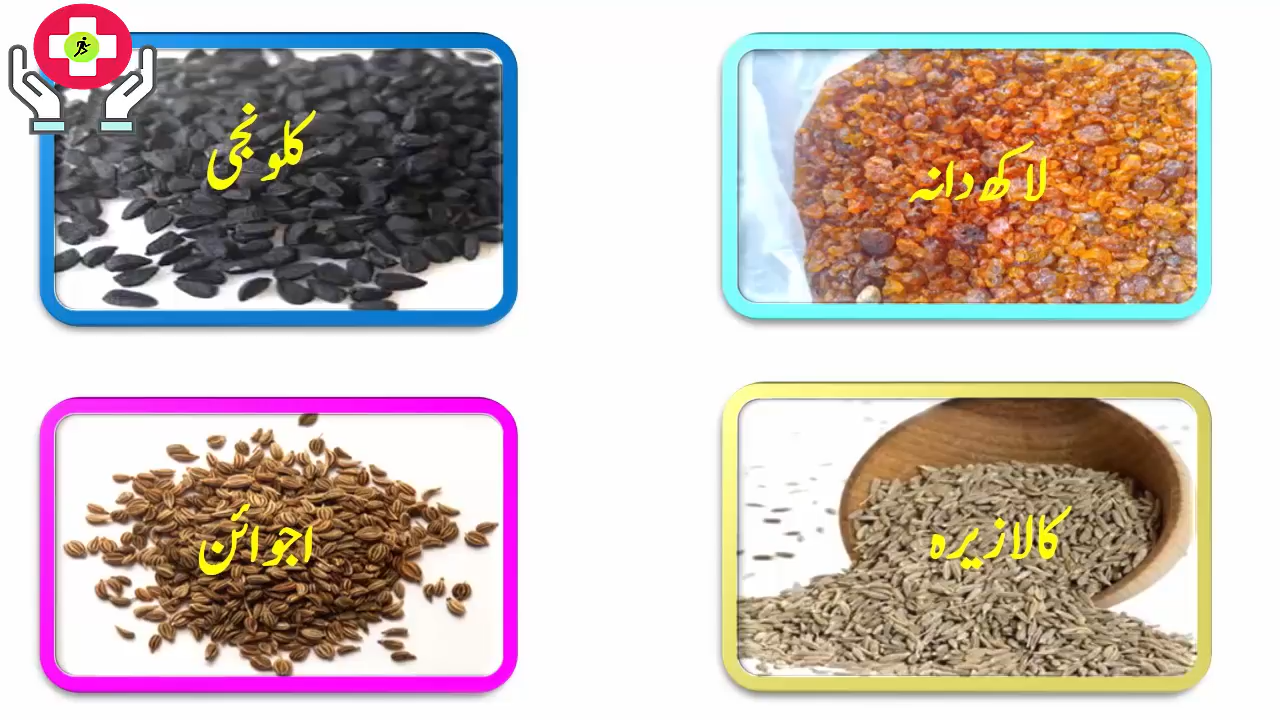 کلونجی
لاکھ دانہ
اجوائن
کالا زیرہ